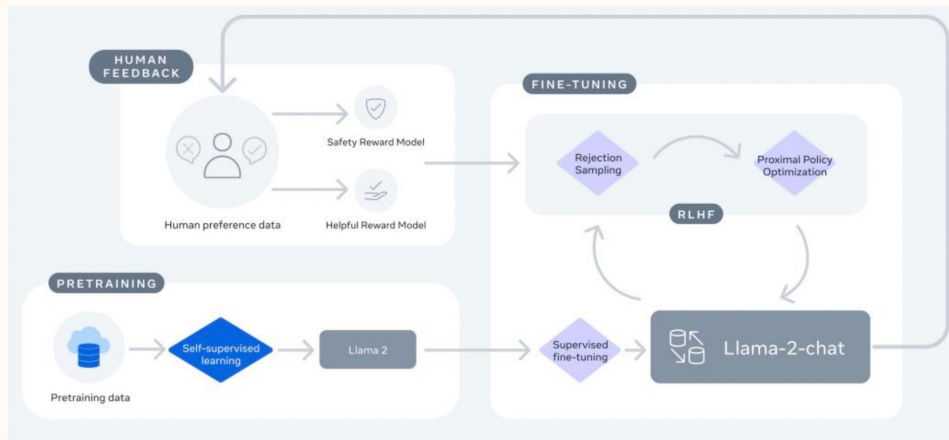 HUMAN
FEEDBACK
Safety Reward Model
Human preference data
Helpful Reward Model
FINE-TUNING
Rejection
Sampling
Proximal Policy
Optimization
RLHF
PRETRAINING
Pretraining data
Self-supervised
learning
Llama 2
Supervised
fine-tuning
Llama-2-chat